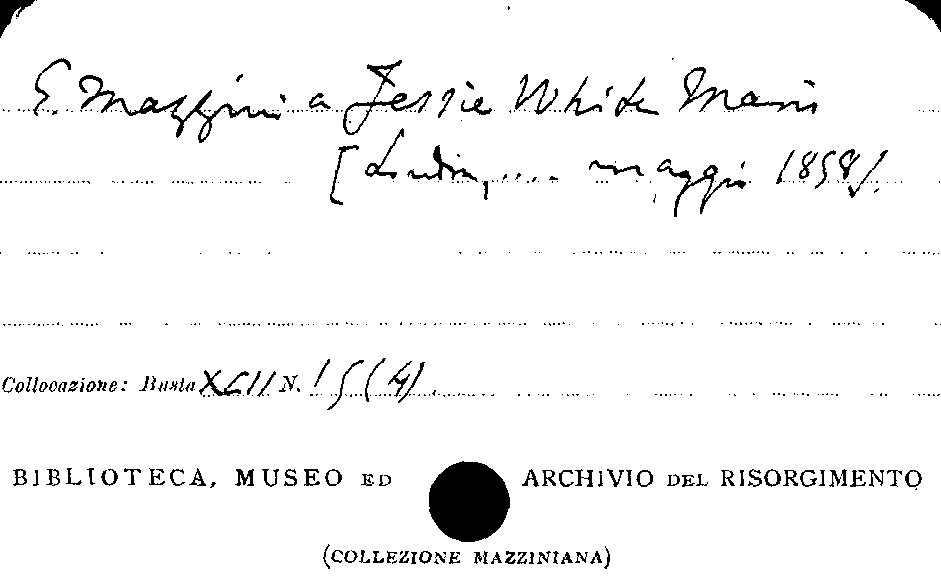 G. Mazzini a Jessie White Mario
[Londra, .... maggio 1858].
Collocazione: Busta XLII N. 15 (4).
BIBLIOTECA, MUSEO ED ARCHIVIO DEL RISORGIMENTO
(COLLEZIONE MAZZINIANA)